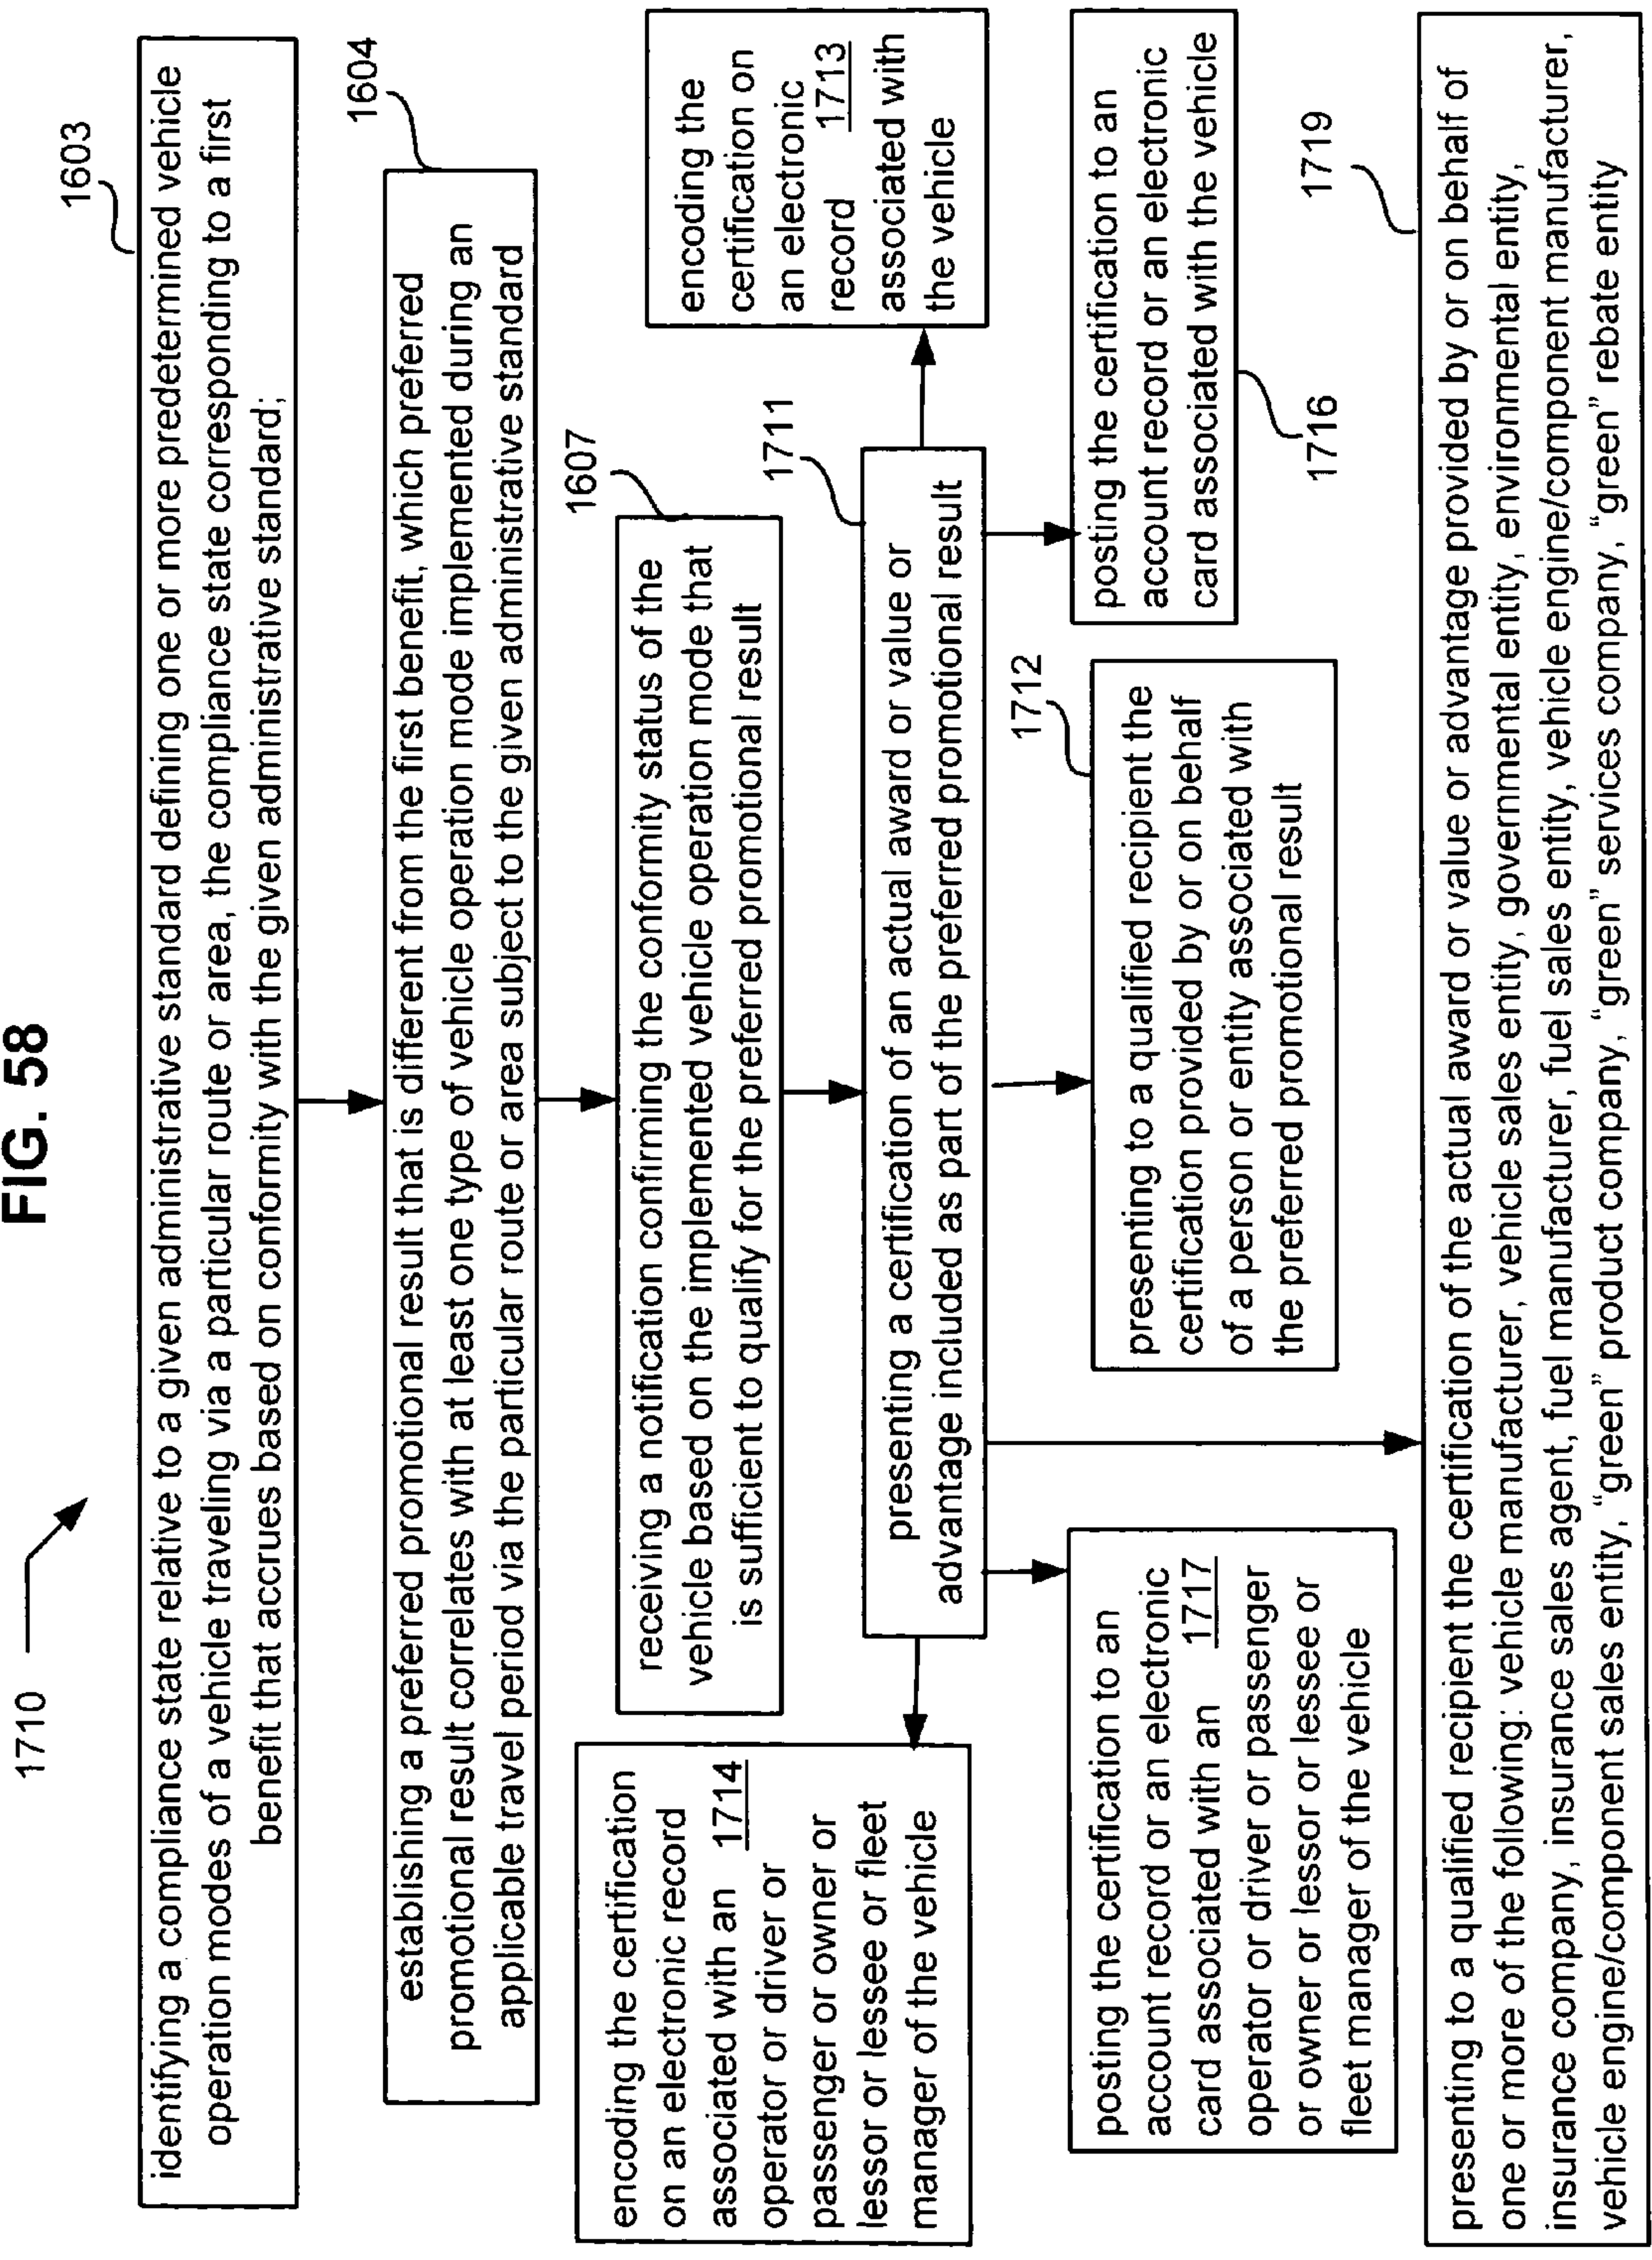 FIG. 58
1710
1603
identifying a compliance state relative to a given administrative standard defining one or more predetermined vehicle
operation modes of a vehicle traveling via a particular route or area, the compliance state corresponding to a first
benefit that accrues based on conformity with the given administrative standard;
1604
establishing a preferred promotional result that is different from the first benefit, which preferred
promotional result correlates with at least one type of vehicle operation mode implemented during an
applicable travel period via the particular route or area subject to the given administrative standard
1607
receiving a notification confirming the conformity status of the
vehicle based on the implemented vehicle operation mode that
is sufficient to qualify for the preferred promotional result
1711
presenting a certification of an actual award or value or
advantage included as part of the preferred promotional result
encoding the certification
on an electronic record
associated with an 1714
operator or driver or
passenger or owner or
lessor or lessee or fleet
manager of the vehicle
encoding the
certification on
an electronic
record 1713
associated with
the vehicle
posting the certification to an
account record or an electronic
card associated with an 1717
operator or driver or passenger
or owner or lessor or lessee or
fleet manager of the vehicle
1712
presenting to a qualified recipient the
certification provided by or on behalf
of a person or entity associated with
the preferred promotional result
posting the certification to an
account record or an electronic
card associated with the vehicle
1716
1719
presenting to a qualified recipient the certification of the actual award or value or advantage provided by or on behalf of
one or more of the following: vehicle manufacturer, vehicle sales entity, governmental entity, environmental entity,
insurance company, insurance sales agent, fuel manufacturer, fuel sales entity, vehicle engine/component manufacturer,
vehicle engine/component sales entity, “green” product company, “green” services company, “green” rebate entity